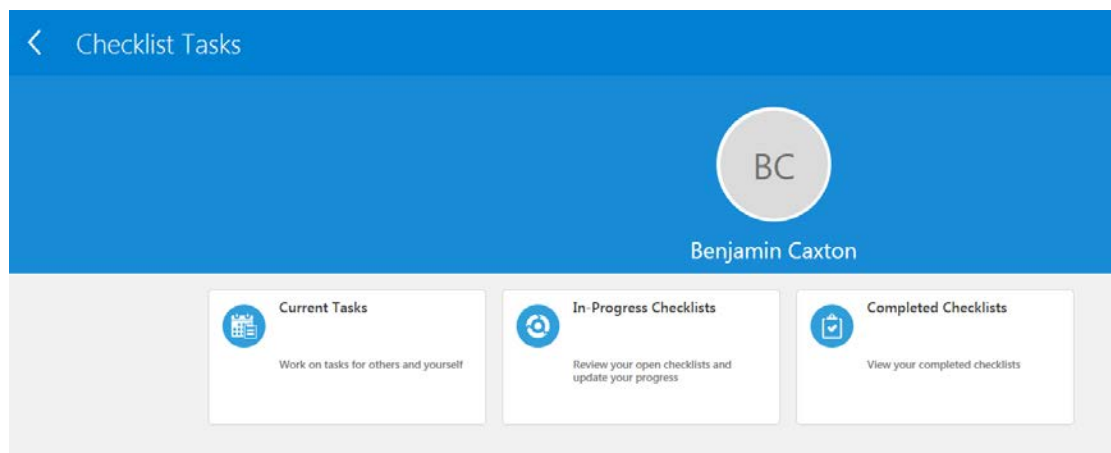 Checklist Tasks
BC
Benjamin Caxton
Current Tasks
Work on tasks for others and yourself
In-Progress Checklists
Review your open checklists and
update your progress
Completed Checklists
View your completed checklists